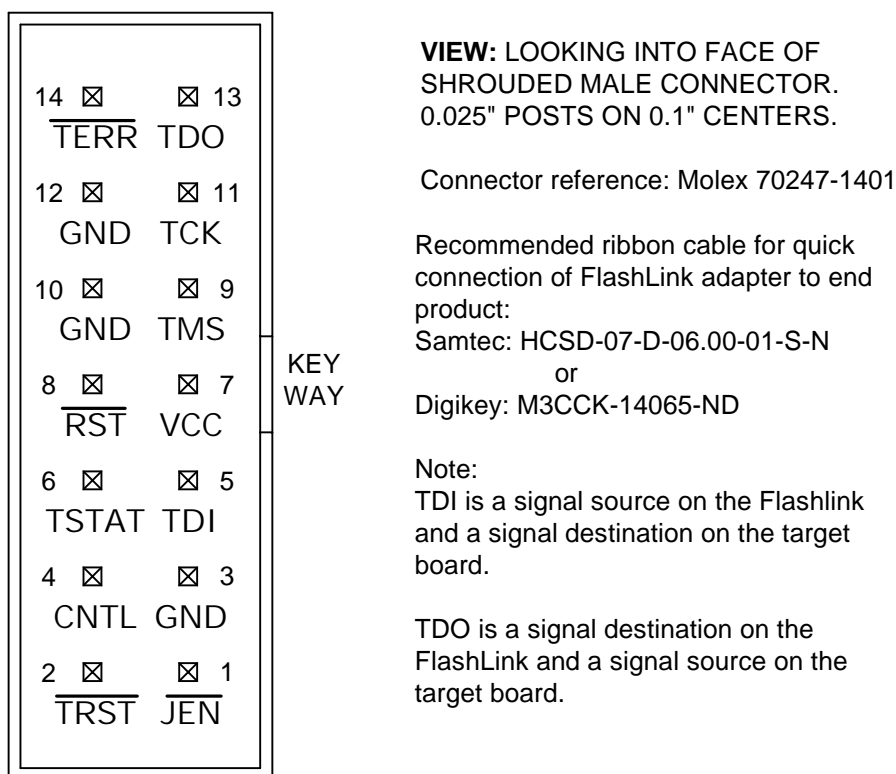 14 13
TERR TDO
12 11
GND TCK
10 9
GND TMS
8 7
RST VCC
6 5
TSTAT TDI
4 3
CNTL GND
2 1
TRST JEN
KEY
WAY
VIEW: LOOKING INTO FACE OF
SHROUDED MALE CONNECTOR.
0.025" POSTS ON 0.1" CENTERS.
Connector reference: Molex 70247-1401
Recommended ribbon cable for quick
connection of FlashLink adapter to end
product:
Samtec: HCSD-07-D-06.00-01-S-N
or
Digikey: M3CCK-14065-ND
Note:
TDI is a signal source on the Flashlink
and a signal destination on the target
board.
TDO is a signal destination on the
FlashLink and a signal source on the
target board.